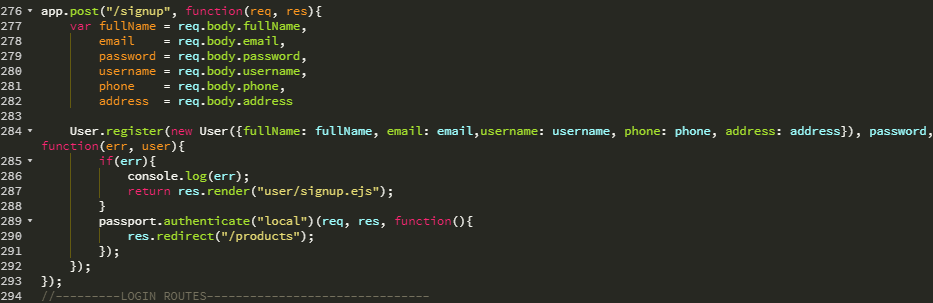 276 app.post("/signup", function(req, res){
277     var fullName = req.body.fullName,
278         email    = req.body.email,
279         password = req.body.password,
280         username = req.body.username,
281         phone    = req.body.phone,
282         address  = req.body.address
283
284     User.register(new User({fullName: fullName, email: email,username: username, phone: phone, address: address}), password,
function(err, user){
285         if(err){
286             console.log(err);
287             return res.render("user/signup.ejs");
288         }
289         passport.authenticate("local")(req, res, function(){
290             res.redirect("/products");
291         });
292     });
293 });
294 //---------LOGIN ROUTES-------------------------------